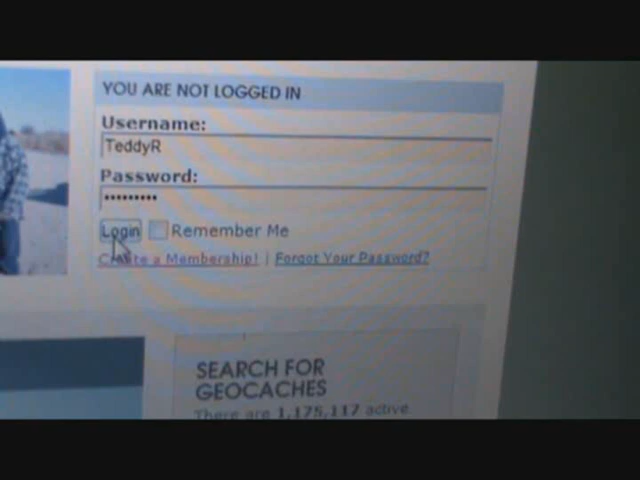 YOU ARE NOT LOGGED IN
Username:
TeddyR
Password:
•••••••••
Login Remember Me
Create a Membership! | Forgot Your Password?
SEARCH FOR
GEOCACHES
There are 1,175,117 active